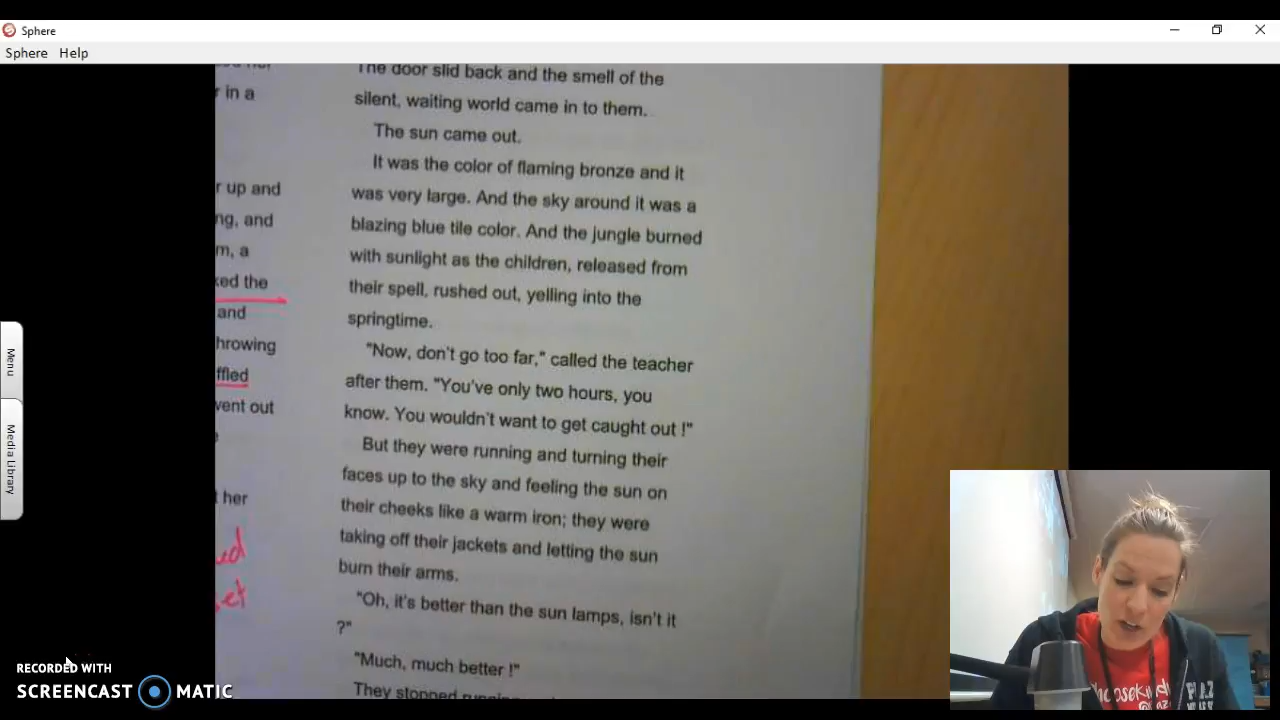 Sphere
Sphere Help
Menu
Media Library
r in a
r up and
ng, and
m, a
ked the
and
hrowing
ffled
vent out
her
The door slid back and the smell of the
silent, waiting world came in to them.
The sun came out.
It was the color of flaming bronze and it
was very large. And the sky around it was a
blazing blue tile color. And the jungle burned
with sunlight as the children, released from
their spell, rushed out, yelling into the
springtime.
"Now, don't go too far," called the teacher
after them. "You've only two hours, you
know. You wouldn't want to get caught out !"
But they were running and turning their
faces up to the sky and feeling the sun on
their cheeks like a warm iron; they were
taking off their jackets and letting the sun
burn their arms.
"Oh, it's better than the sun lamps, isn't it
?"
"Much, much better !"
They stopped running
RECORDED WITH
SCREENCAST MATIC